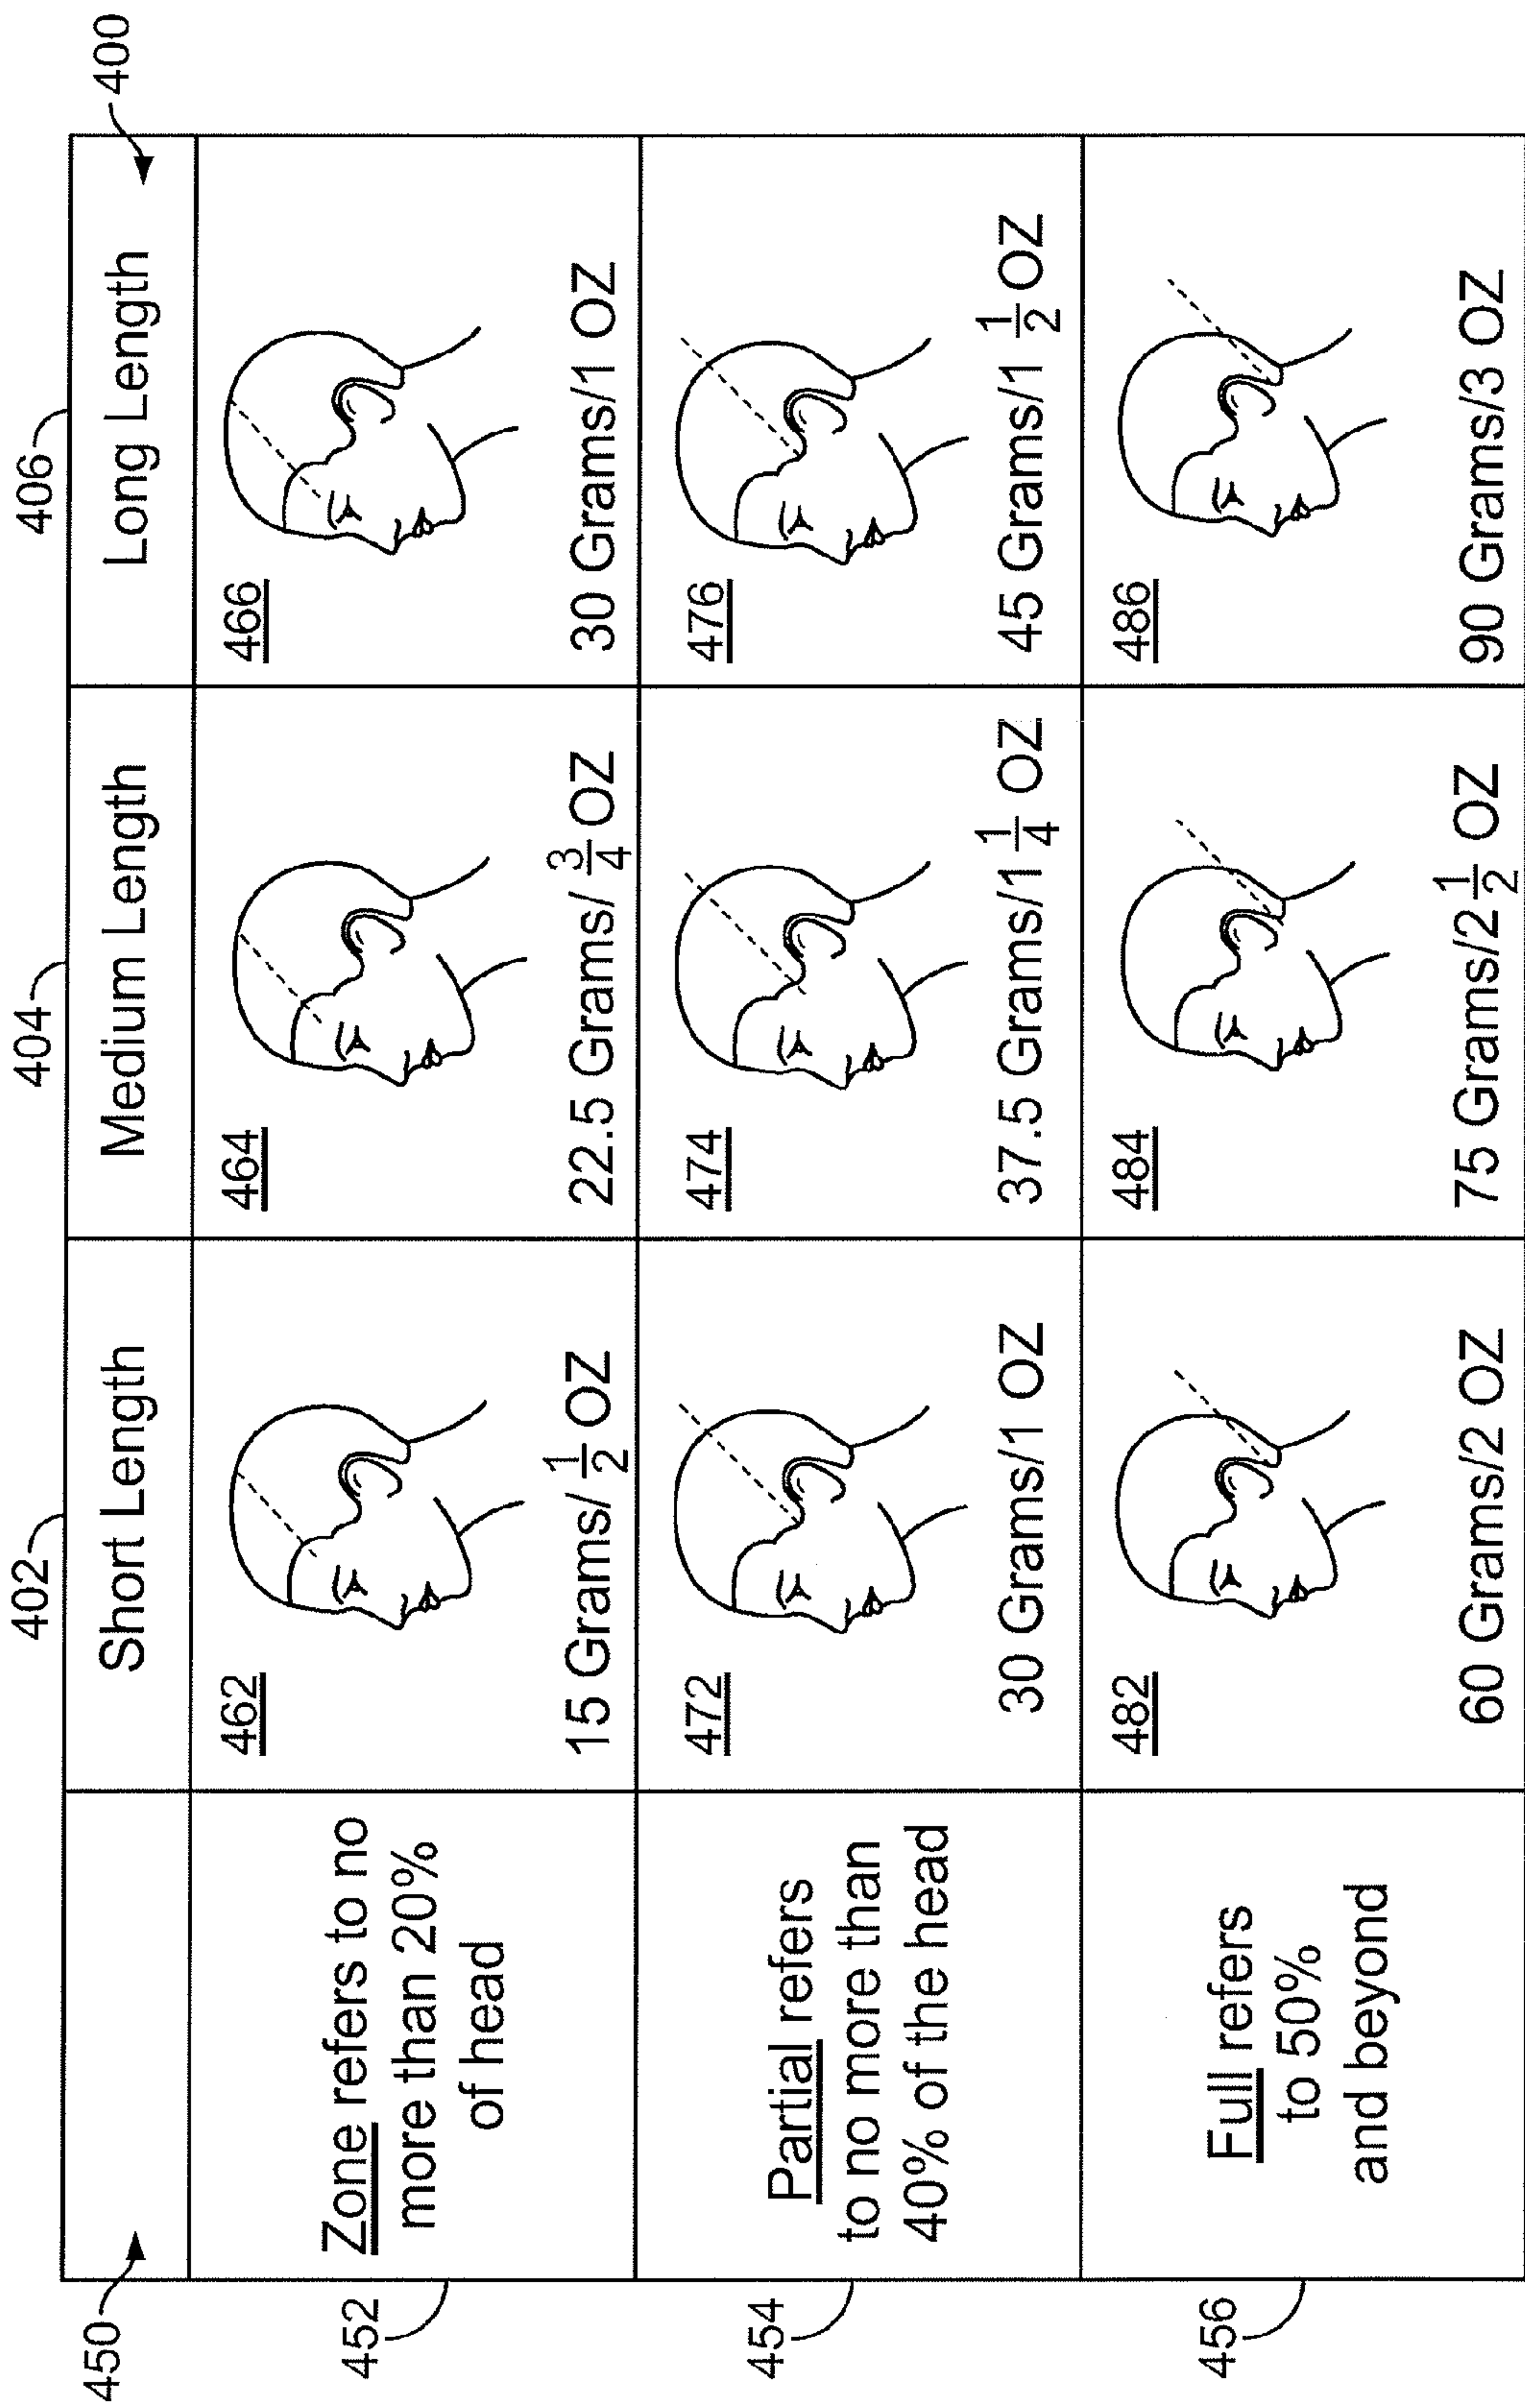 402
404
406
400
450
Short Length
Medium Length
Long Length
452
Zone refers to no
more than 20%
of head
462
15 Grams/ 1/2 OZ
464
22.5 Grams/ 3/4 OZ
466
30 Grams/1 OZ
454
Partial refers
to no more than
40% of the head
472
30 Grams/1 OZ
474
37.5 Grams/1 1/4 OZ
476
45 Grams/1 1/2 OZ
456
Full refers
to 50%
and beyond
482
60 Grams/2 OZ
484
75 Grams/2 1/2 OZ
486
90 Grams/3 OZ